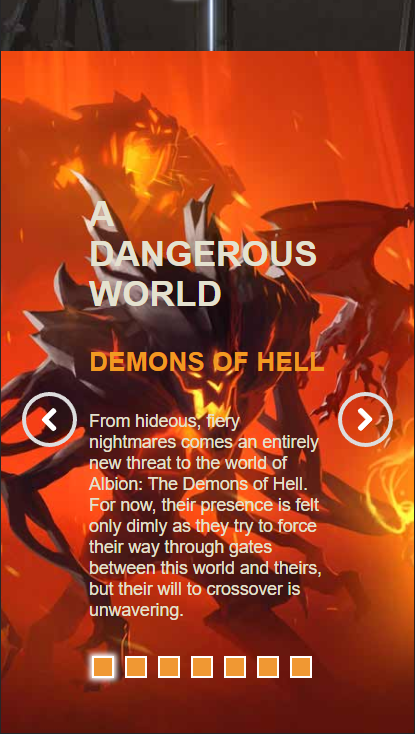 A
DANGEROUS
WORLD
DEMONS OF HELL
From hideous, fiery
nightmares comes an entirely
new threat to the world of
Albion: The Demons of Hell.
For now, their presence is felt
only dimly as they try to force
their way through gates
between this world and theirs,
but their will to crossover is
unwavering.